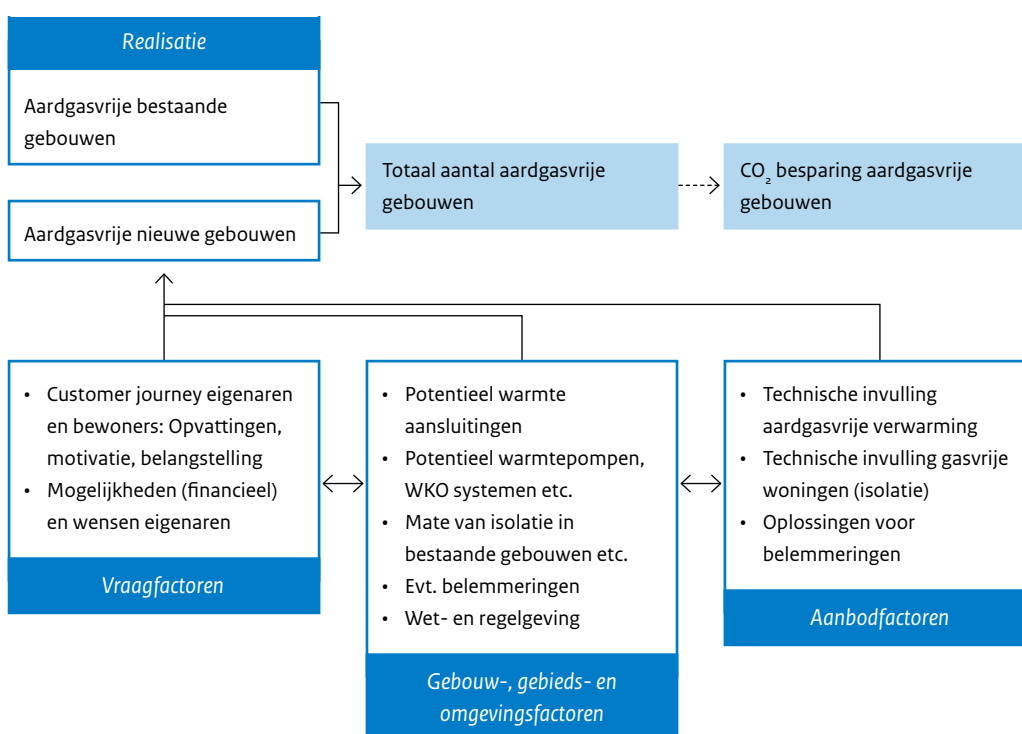 Realisatie
Aardgasvrije bestaande
gebouwen
Aardgasvrije nieuwe gebouwen
Totaal aantal aardgasvrije
gebouwen
CO₂ besparing aardgasvrije
gebouwen
• Customer journey eigenaren
en bewoners: Opvattingen,
motivatie, belangstelling
• Mogelijkheden (financieel)
en wensen eigenaren
Vraagfactoren
• Potentieel warmte
aansluitingen
• Potentieel warmtepompen,
WKO systemen etc.
• Mate van isolatie in
bestaande gebouwen etc.
• Evt. belemmeringen
• Wet- en regelgeving
Gebouw-, gebieds- en
omgevingsfactoren
• Technische invulling
aardgasvrije verwarming
• Technische invulling gasvrije
woningen (isolatie)
• Oplossingen voor
belemmeringen
Aanbodfactoren